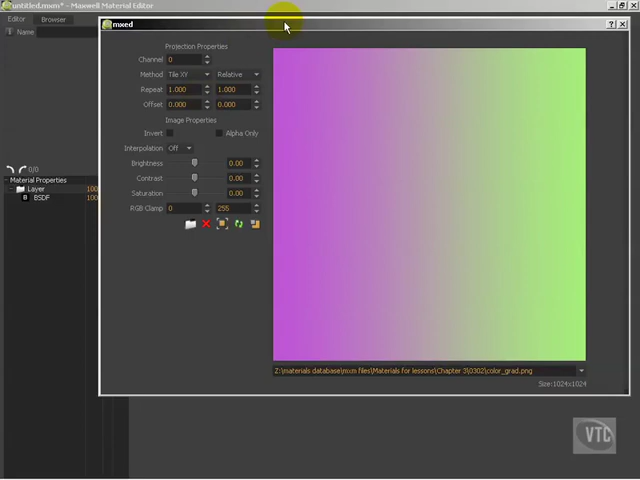 untitled.mxm* - Maxwell Material Editor
mxed
Editor Browser
Name
0/0
Material Properties
Layer 100
BSDF 100
Projection Properties
Channel 0
Method Tile XY Relative
Repeat 1.000 1.000
Offset 0.000 0.000
Image Properties
Invert Alpha Only
Interpolation Off
Brightness 0.00
Contrast 0.00
Saturation 0.00
RGB Clamp 0 255
Z:\materials database\mxm files\Materials for lessons\Chapter 3\0302\color_grad.png
Size:1024x1024
VTC